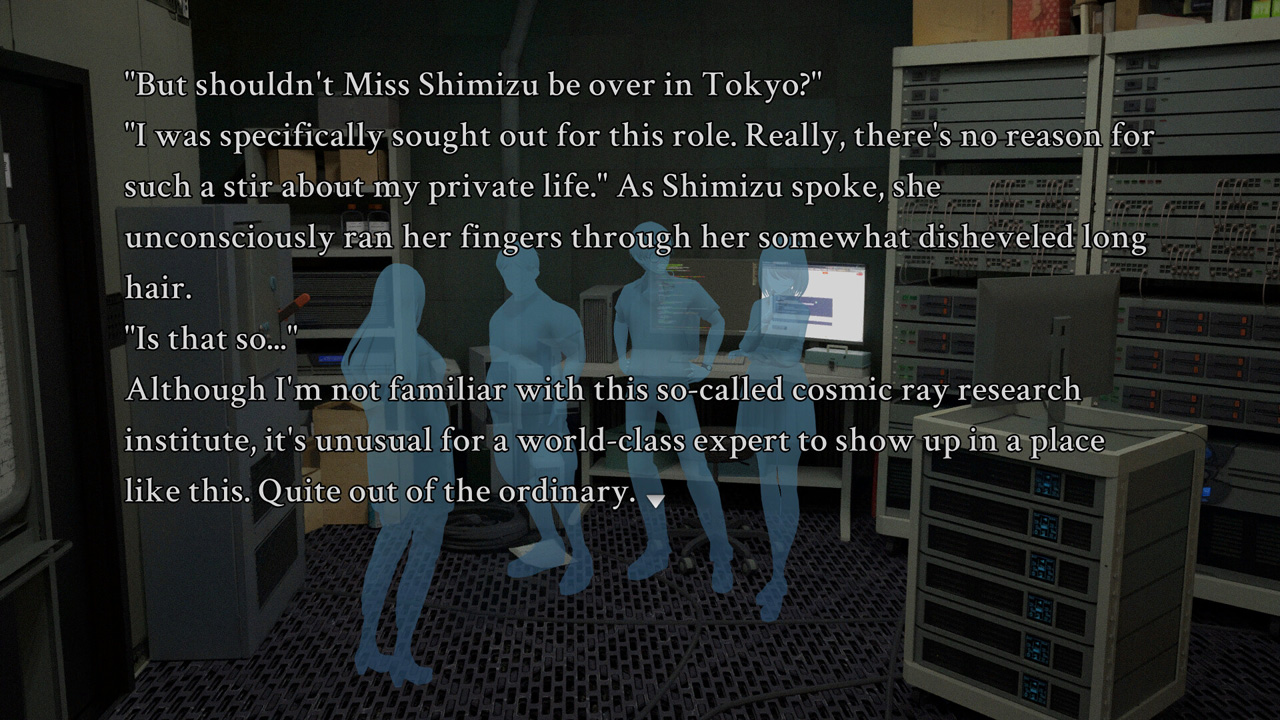 "But shouldn't Miss Shimizu be over in Tokyo?"
"I was specifically sought out for this role. Really, there's no reason for
such a stir about my private life." As Shimizu spoke, she
unconsciously ran her fingers through her somewhat disheveled long
hair.
"Is that so..."
Although I'm not familiar with this so-called cosmic ray research
institute, it's unusual for a world-class expert to show up in a place
like this. Quite out of the ordinary.